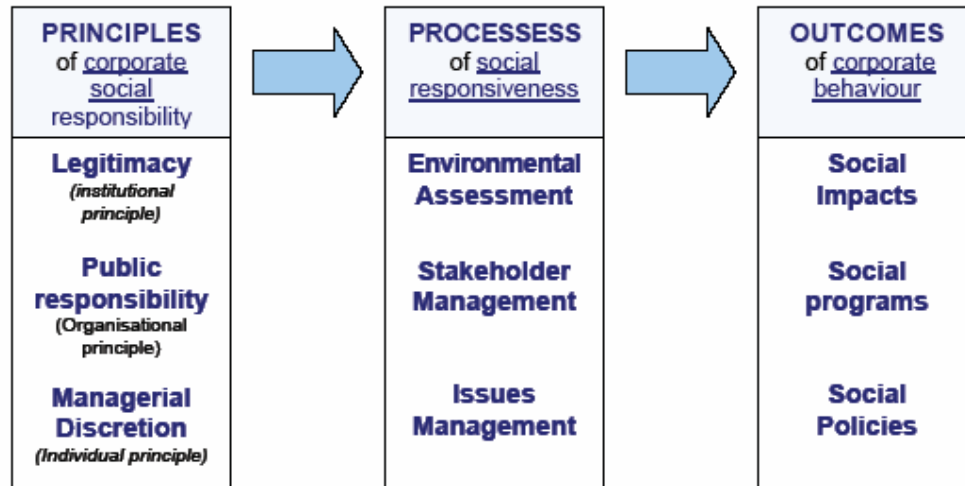 PRINCIPLES
of corporate
social
responsibility
Legitimacy
(institutional
principle)
Public
responsibility
(Organisational
principle)
Managerial
Discretion
(Individual principle)
PROCESSESS
of social
responsiveness
Environmental
Assessment
Stakeholder
Management
Issues
Management
OUTCOMES
of corporate
behaviour
Social
Impacts
Social
programs
Social
Policies